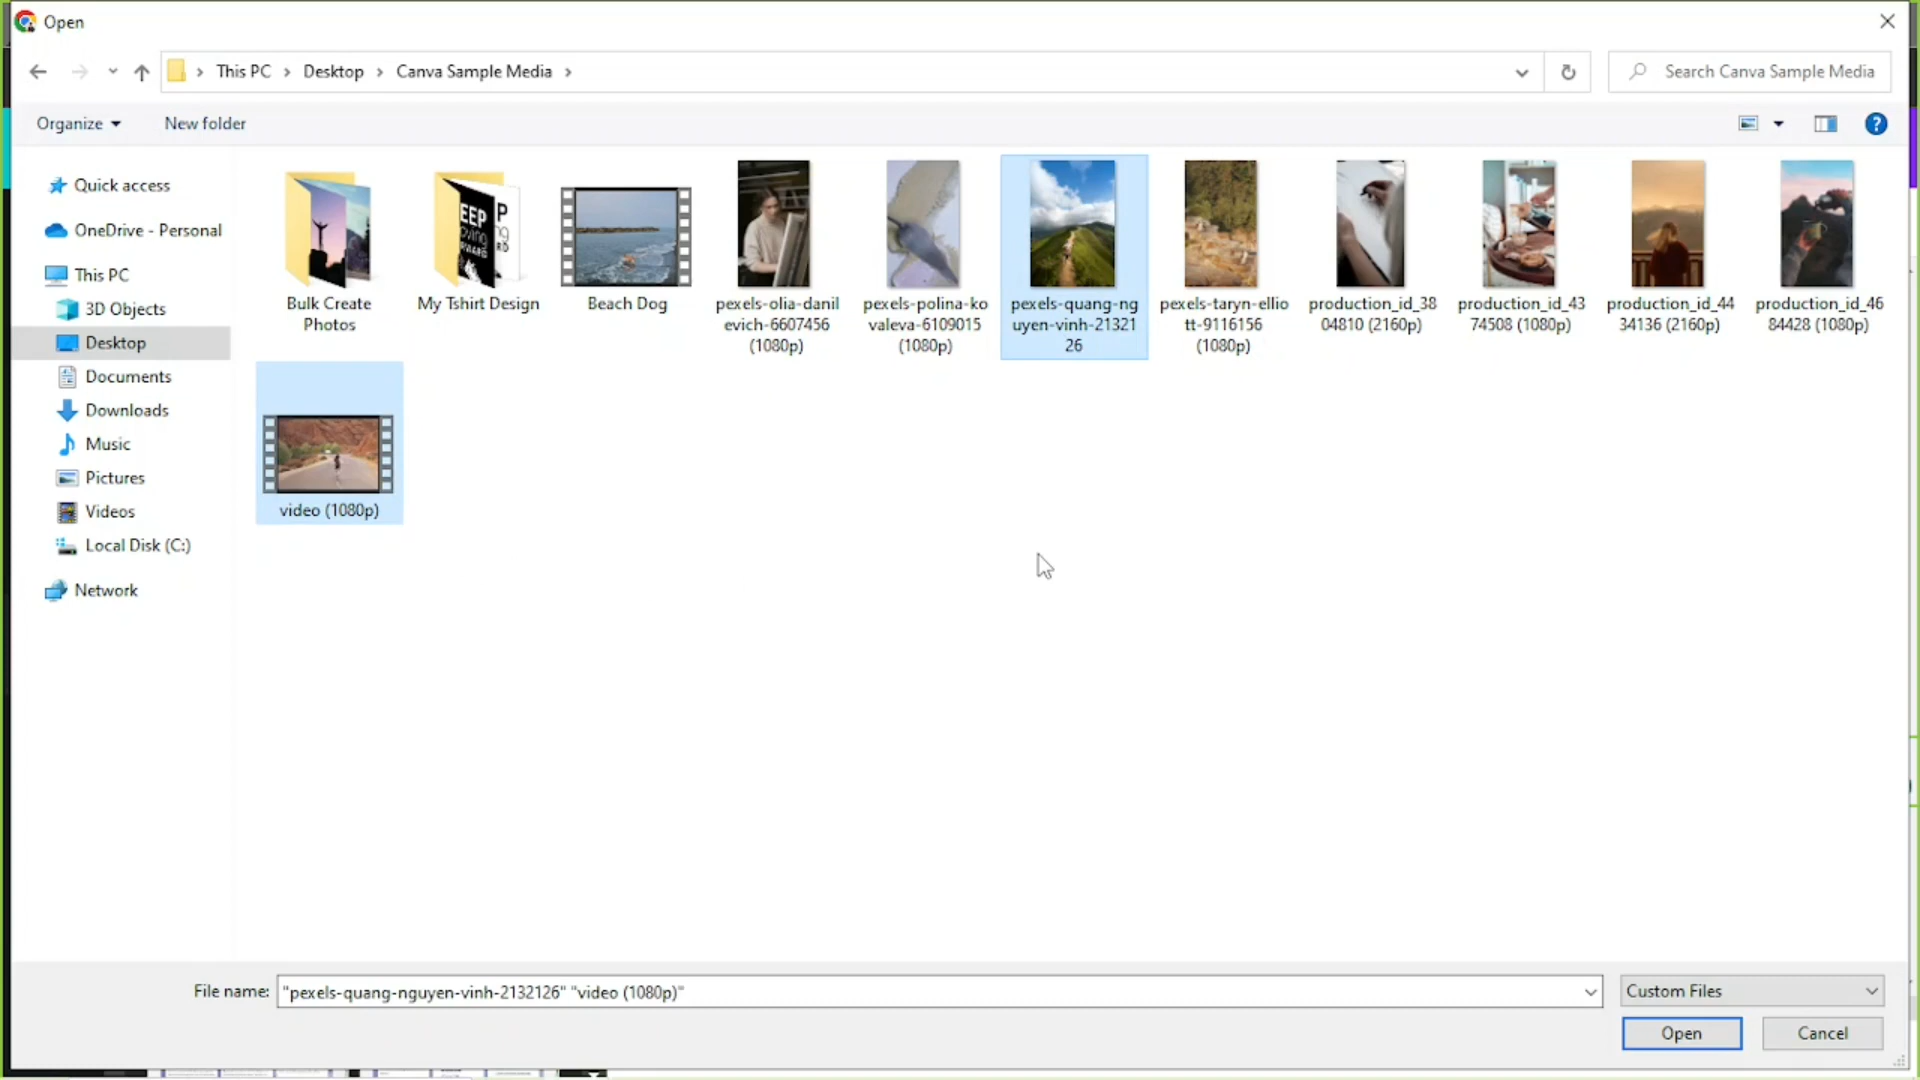 Open
This PC
Desktop
Canva Sample Media
Search Canva Sample Media
Organize
New folder
?
Quick access
OneDrive - Personal
This PC
3D Objects
Desktop
Documents
Downloads
Music
Pictures
Videos
Local Disk (C:)
Network
EEP
Bulk Create
Photos
My Tshirt Design
Beach Dog
pexels-olia-danil
evich-6607456
(1080p)
pexels-polina-ko
valeva-6109015
(1080p)
pexels-quang-ng
uyen-vinh-21321
26
pexels-taryn-ellio
tt-9116156
(1080p)
production_id_38
04810 (2160p)
production_id_43
74508 (1080p)
production_id_44
34136 (2160p)
production_id_46
84428 (1080p)
video (1080p)
File name:
"pexels-quang-nguyen-vinh-2132126" "video (1080p)"
Custom Files
Open
Cancel